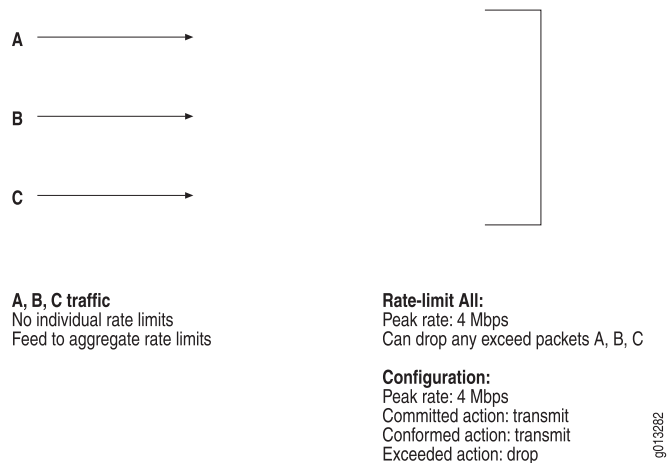 A
B
C
A, B, C traffic
No individual rate limits
Feed to aggregate rate limits
Rate-limit All:
Peak rate: 4 Mbps
Can drop any exceed packets A, B, C
Configuration:
Peak rate: 4 Mbps
Committed action: transmit
Conformed action: transmit
Exceeded action: drop
g013282